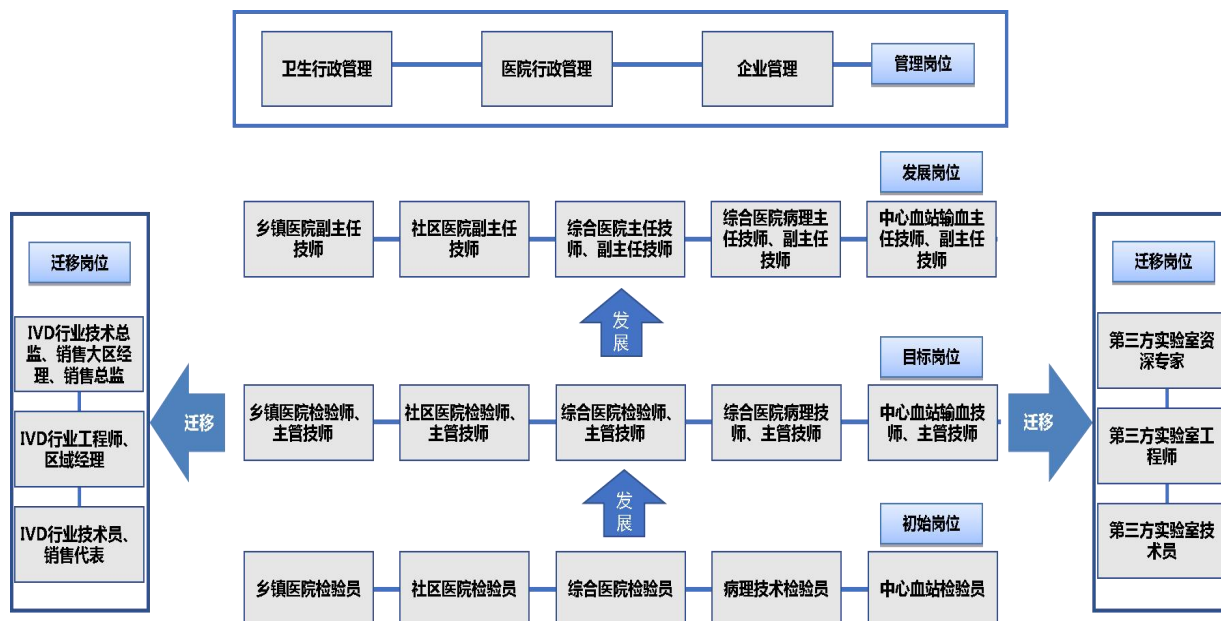 卫生行政管理
医院行政管理
企业管理
管理岗位
发展岗位
乡镇医院副主任
技师
社区医院副主任
技师
综合医院主任技
师、副主任技师
综合医院病理主
任技师、副主任
技师
中心血站输血主
任技师、副主任
技师
迁移岗位
IVD行业技术总
监、销售大区经
理、销售总监
IVD行业工程师、
区域经理
IVD行业技术员、
销售代表
迁移
发
展
目标岗位
乡镇医院检验师、
主管技师
社区医院检验师、
主管技师
综合医院检验师、
主管技师
综合医院病理技
师、主管技师
中心血站输血技
师、主管技师
发
展
初始岗位
乡镇医院检验员
社区医院检验员
综合医院检验员
病理技术检验员
中心血站检验员
迁移
迁移岗位
第三方实验室资
深专家
第三方实验室工
程师
第三方实验室技
术员